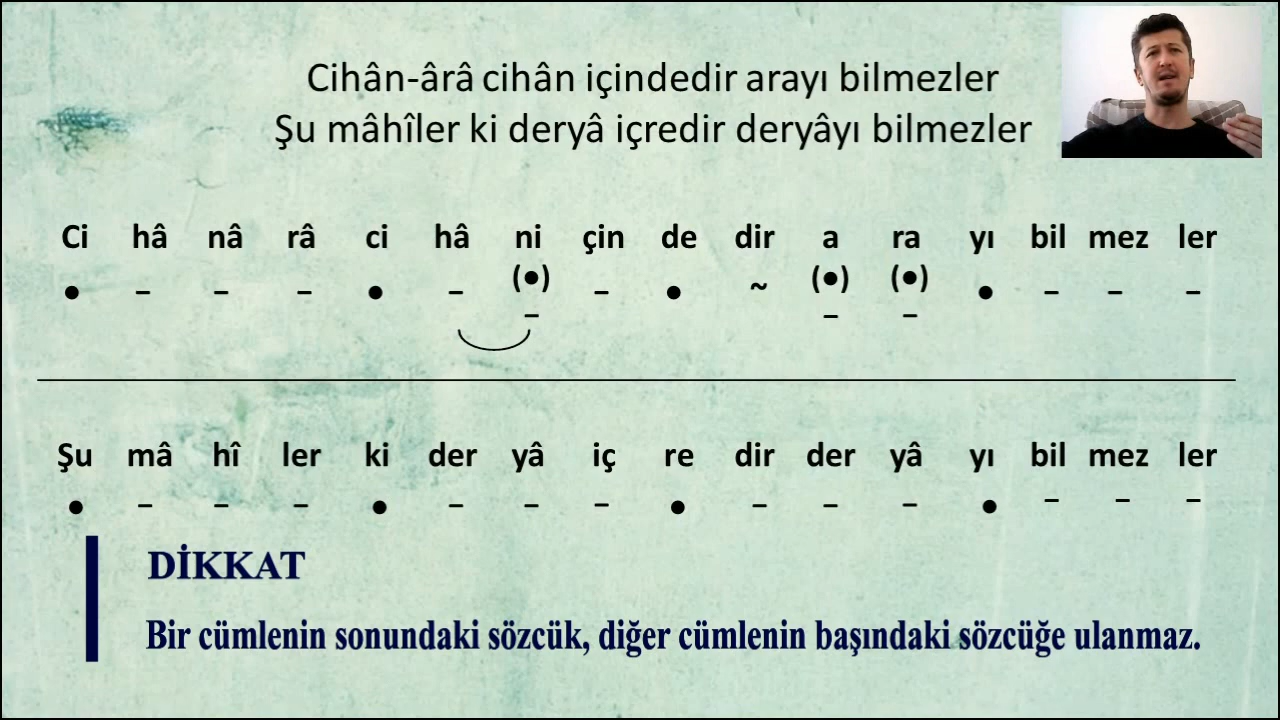 Cihân-ârâ cihân içindedir arayı bilmezler
Şu mâhîler ki deryâ içredir deryâyı bilmezler
Ci hâ nâ râ ci hâ ni çin de dir a ra yı bil mez ler
(•) (•) (•)
• – – – • – – • ~ • – – –
– – –
Şu mâ hî ler ki der yâ iç re dir der yâ yı bil mez ler
• – – – • – – – • – – – • – – –
DİKKAT
Bir cümlenin sonundaki sözcük, diğer cümlenin başındaki sözcüğe ulanmaz.